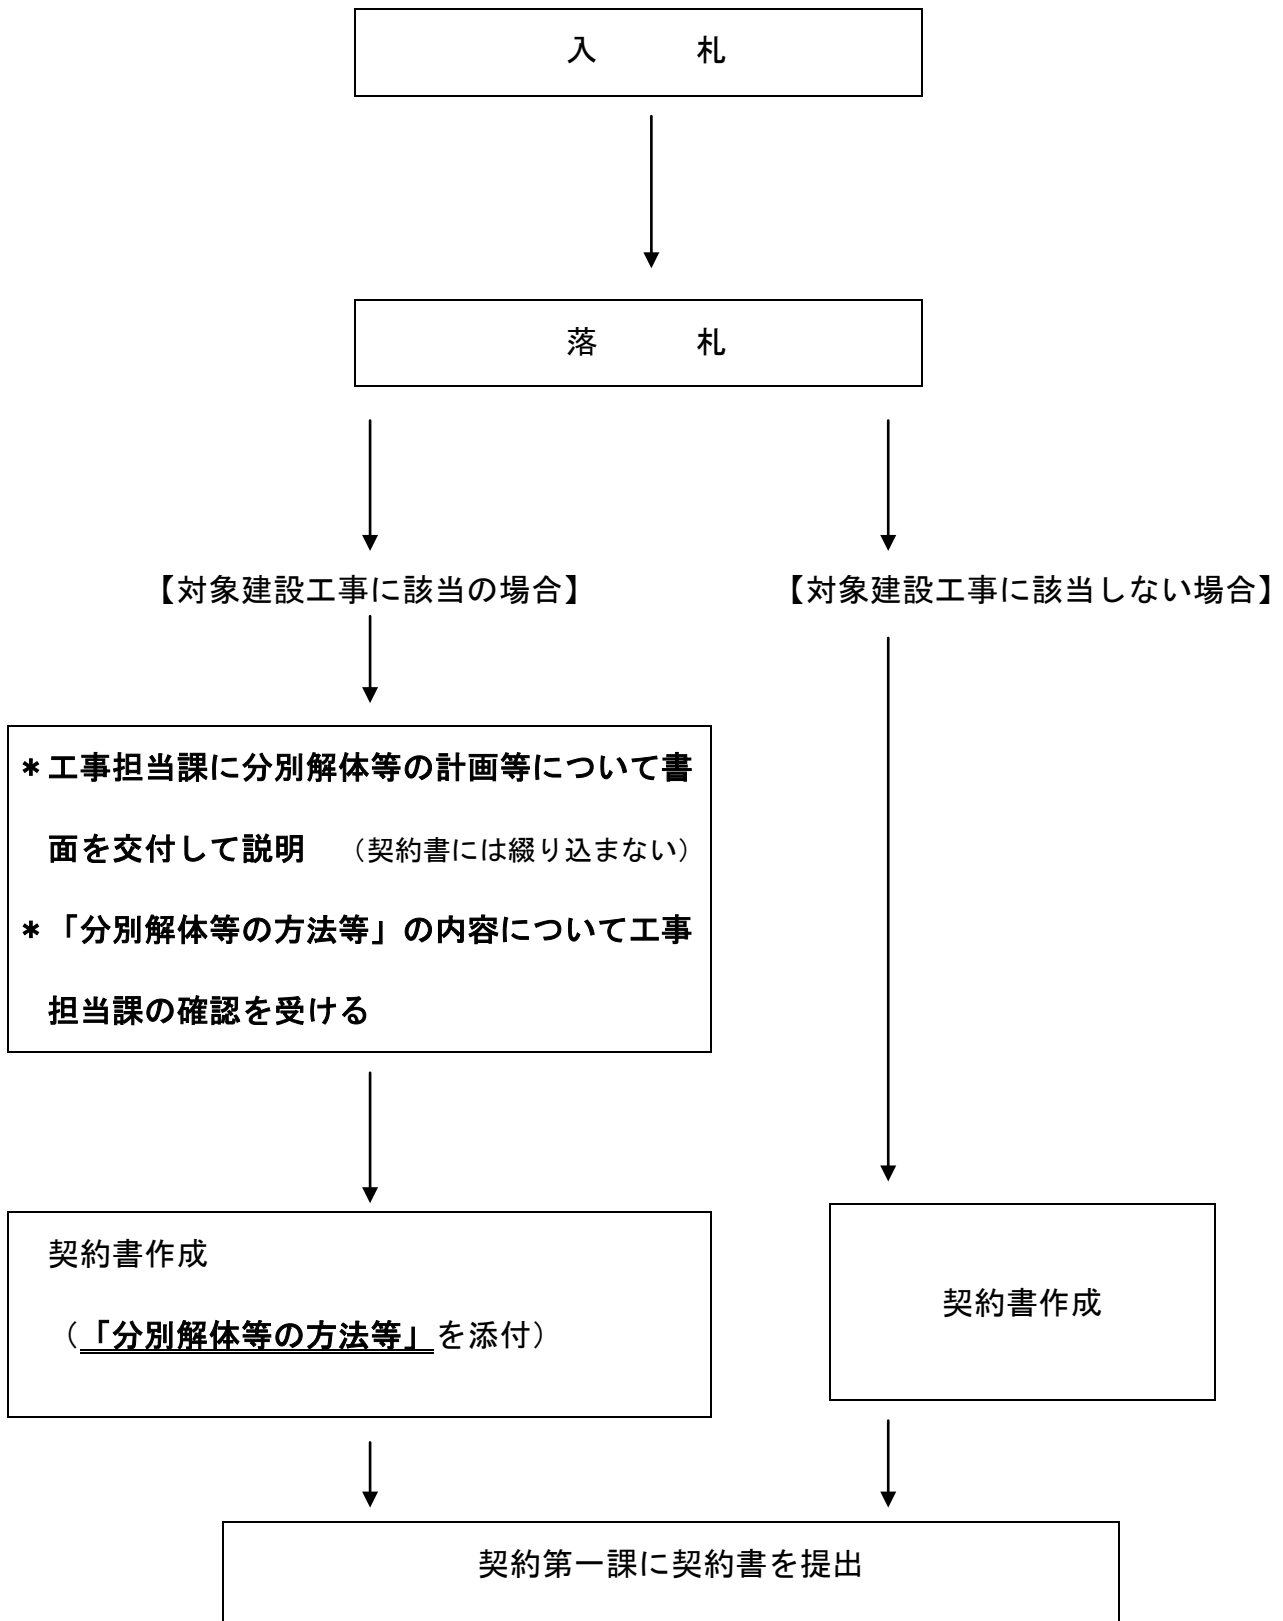 入　　　札
落　　　札
【対象建設工事に該当の場合】
【対象建設工事に該当しない場合】
＊工事担当課に分別解体等の計画等について書
面を交付して説明　（契約書には綴り込まない）
＊「分別解体等の方法等」の内容について工事
担当課の確認を受ける
契約書作成
（「分別解体等の方法等」を添付）
契約書作成
契約第一課に契約書を提出